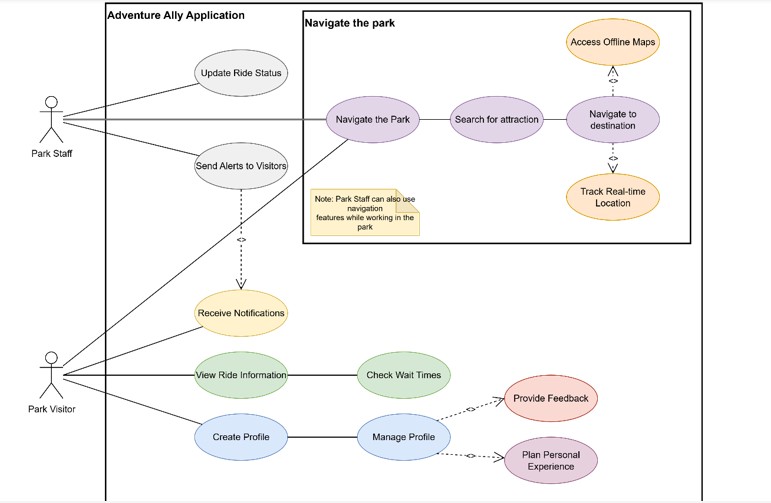 Adventure Ally Application
Navigate the park
Access Offline Maps
Update Ride Status
Navigate the Park
Search for attraction
Navigate to
destination
Park Staff
Send Alerts to Visitors
<>
<>
Track Real-time
Location
Note: Park Staff can also use
navigation
features while working in the
park
<>
Receive Notifications
View Ride Information
Check Wait Times
Park Visitor
Provide Feedback
<>
Create Profile
Manage Profile
<>
Plan Personal
Experience